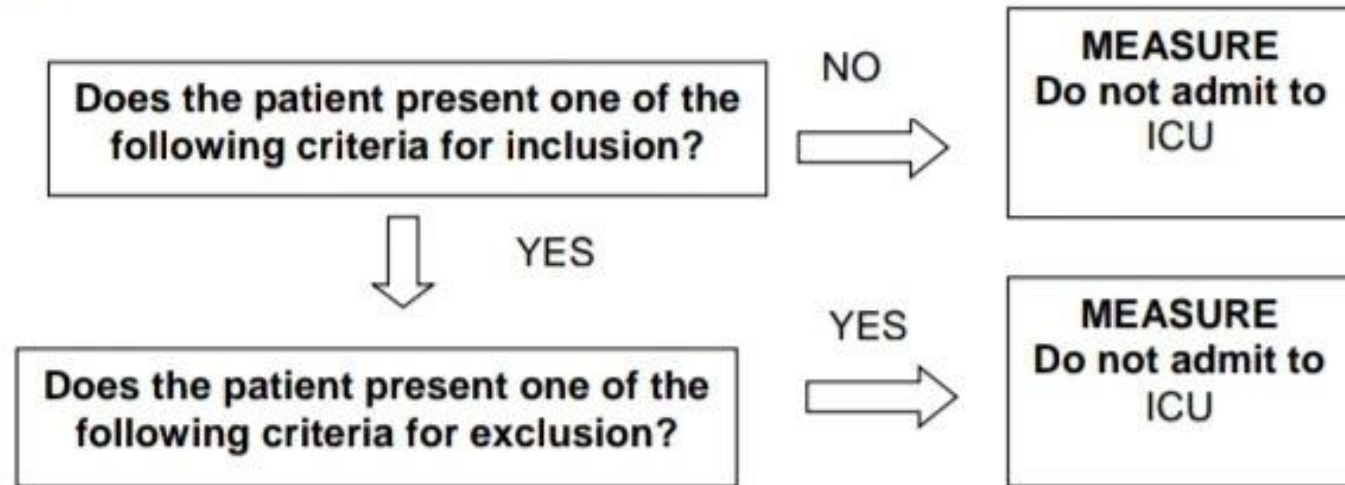 Does the patient present one of the
following criteria for inclusion?
NO
MEASURE
Do not admit to
ICU
YES
Does the patient present one of the
following criteria for exclusion?
YES
MEASURE
Do not admit to
ICU